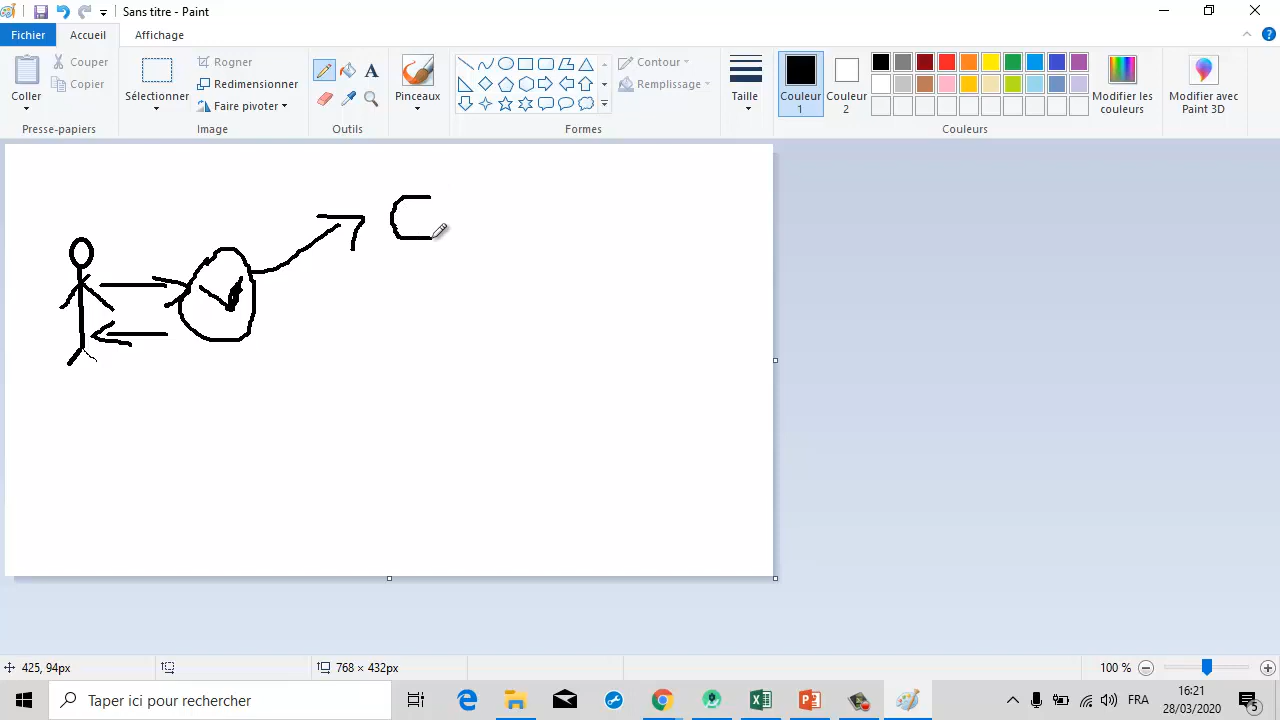 Sans titre - Paint
Fichier Accueil Affichage
Coller
Couper
Copier
Presse-papiers
Sélectionner
Rogner
Redimensionner
Faire pivoter
Image
Outils
Pinceaux
Formes
Contour
Remplissage
Taille
Couleur 1
Couleur 2
Couleurs
Modifier les couleurs
Modifier avec Paint 3D
V
C
425, 94px
768 × 432px
100 %
Taper ici pour rechercher
FRA
16:21
28/03/2020
5